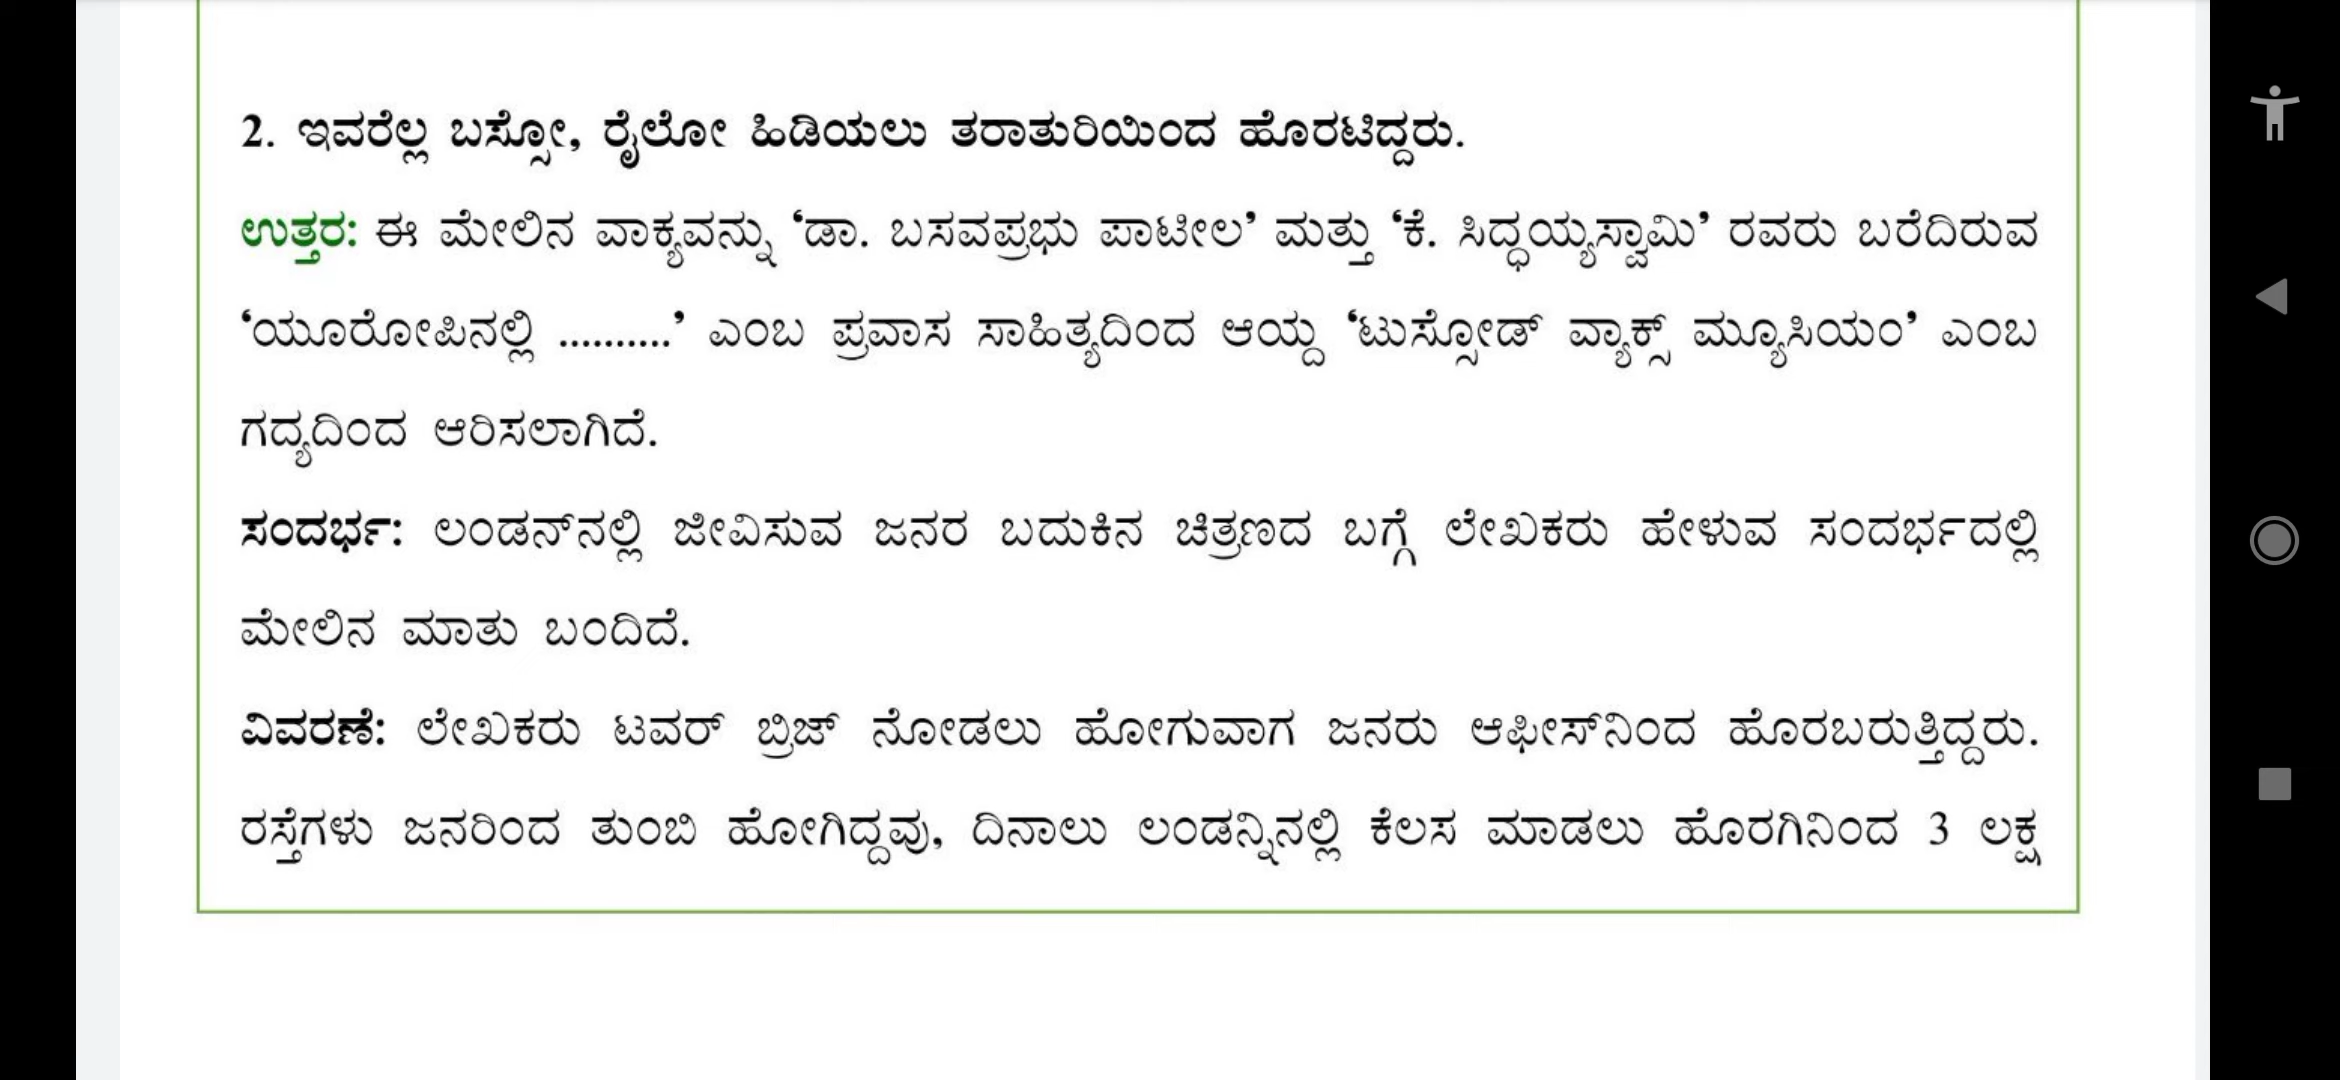 2. ಇವರೆಲ್ಲ ಬಸ್ಸೋ, ರೈಲೋ ಹಿಡಿಯಲು ತರಾತುರಿಯಿಂದ ಹೊರಟಿದ್ದರು.
ಉತ್ತರ: ಈ ಮೇಲಿನ ವಾಕ್ಯವನ್ನು ‘ಡಾ. ಬಸವಪ್ರಭು ಪಾಟೀಲ’ ಮತ್ತು ‘ಕೆ. ಸಿದ್ಧಯ್ಯಸ್ವಾಮಿ’ ರವರು ಬರೆದಿರುವ
‘ಯೂರೋಪಿನಲ್ಲಿ ..........’ ಎಂಬ ಪ್ರವಾಸ ಸಾಹಿತ್ಯದಿಂದ ಆಯ್ದ ‘ಟುಸ್ಸೋಡ್ ವ್ಯಾಕ್ಸ್ ಮ್ಯೂಸಿಯಂ’ ಎಂಬ
ಗದ್ಯದಿಂದ ಆರಿಸಲಾಗಿದೆ.
ಸಂದರ್ಭ: ಲಂಡನ್‌ನಲ್ಲಿ ಜೀವಿಸುವ ಜನರ ಬದುಕಿನ ಚಿತ್ರಣದ ಬಗ್ಗೆ ಲೇಖಕರು ಹೇಳುವ ಸಂದರ್ಭದಲ್ಲಿ
ಮೇಲಿನ ಮಾತು ಬಂದಿದೆ.
ವಿವರಣೆ: ಲೇಖಕರು ಟವರ್ ಬ್ರಿಜ್ ನೋಡಲು ಹೋಗುವಾಗ ಜನರು ಆಫೀಸ್‌ನಿಂದ ಹೊರಬರುತ್ತಿದ್ದರು.
ರಸ್ತೆಗಳು ಜನರಿಂದ ತುಂಬಿ ಹೋಗಿದ್ದವು, ದಿನಾಲು ಲಂಡನ್ನಿನಲ್ಲಿ ಕೆಲಸ ಮಾಡಲು ಹೊರಗಿನಿಂದ 3 ಲಕ್ಷ